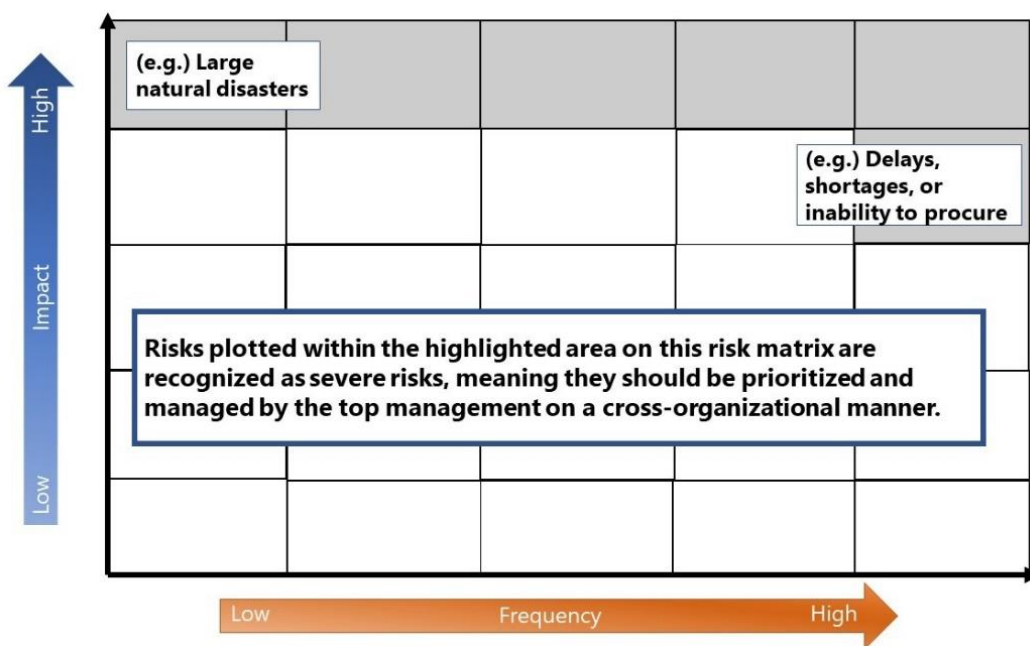 High
Impact
Low
(e.g.) Large
natural disasters
(e.g.) Delays,
shortages, or
inability to procure
Risks plotted within the highlighted area on this risk matrix are
recognized as severe risks, meaning they should be prioritized and
managed by the top management on a cross-organizational manner.
Low
Frequency
High